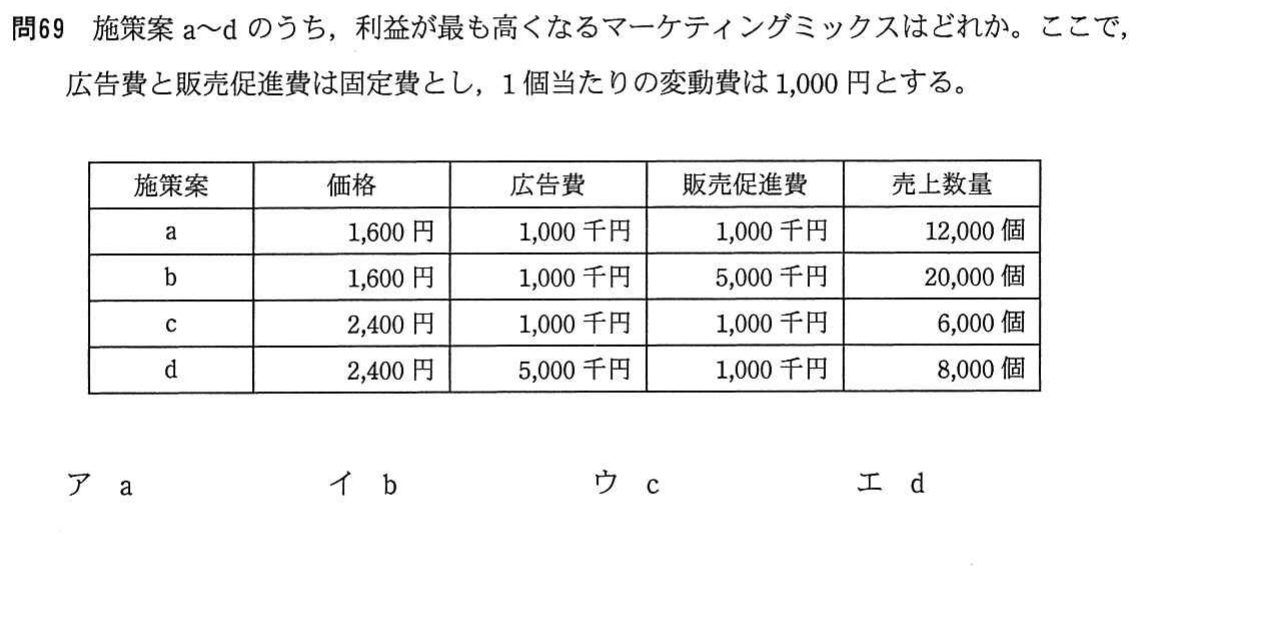 問69 施策案 a～d のうち，利益が最も高くなるマーケティングミックスはどれか。ここで，
広告費と販売促進費は固定費とし，1 個当たりの変動費は 1,000 円とする。
施策案 価格 広告費 販売促進費 売上数量
a 1,600 円 1,000 千円 1,000 千円 12,000 個
b 1,600 円 1,000 千円 5,000 千円 20,000 個
c 2,400 円 1,000 千円 1,000 千円 6,000 個
d 2,400 円 5,000 千円 1,000 千円 8,000 個
ア a イ b ウ c エ d